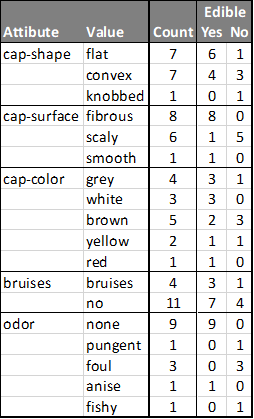 Edible
Attibute Value Count Yes No
cap-shape flat 7 6 1
convex 7 4 3
knobbed 1 0 1
cap-surface fibrous 8 8 0
scaly 6 1 5
smooth 1 1 0
cap-color grey 4 3 1
white 3 3 0
brown 5 2 3
yellow 2 1 1
red 1 1 0
bruises bruises 4 3 1
no 11 7 4
odor none 9 9 0
pungent 1 0 1
foul 3 0 3
anise 1 1 0
fishy 1 0 1